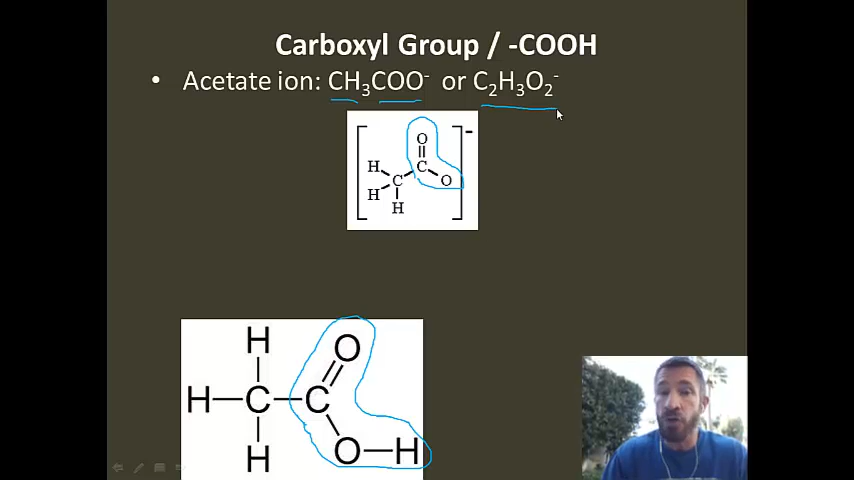 Carboxyl Group / -COOH
• Acetate ion: CH₃COO⁻ or C₂H₃O₂⁻
O
H C
C O
H
H
-
H O
H C C
H O H